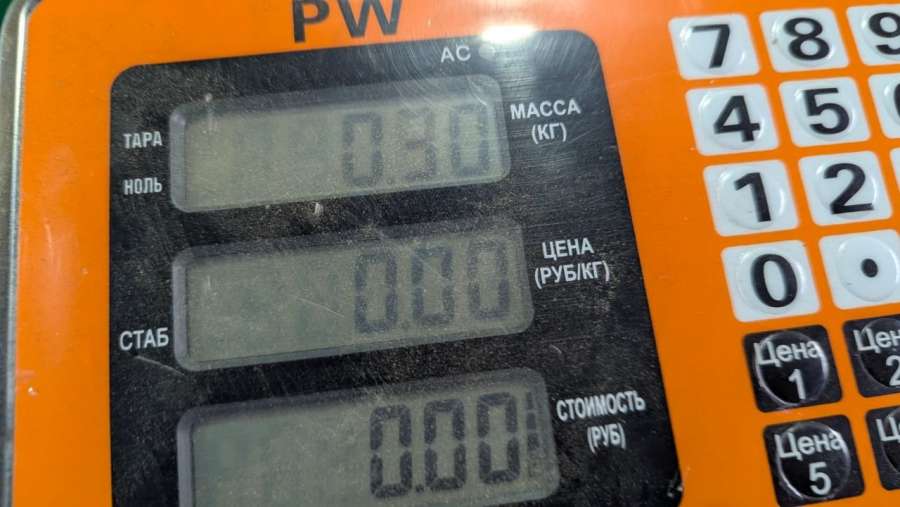 PW
AC
ТАРА
НОЛЬ
0.30
МАССА
(КГ)
0.00
ЦЕНА
(РУБ/КГ)
СТАБ
0.00
СТОИМОСТЬ
(РУБ)
7 8 9
4 5
1 2
0 .
Цена
1
Цена
5